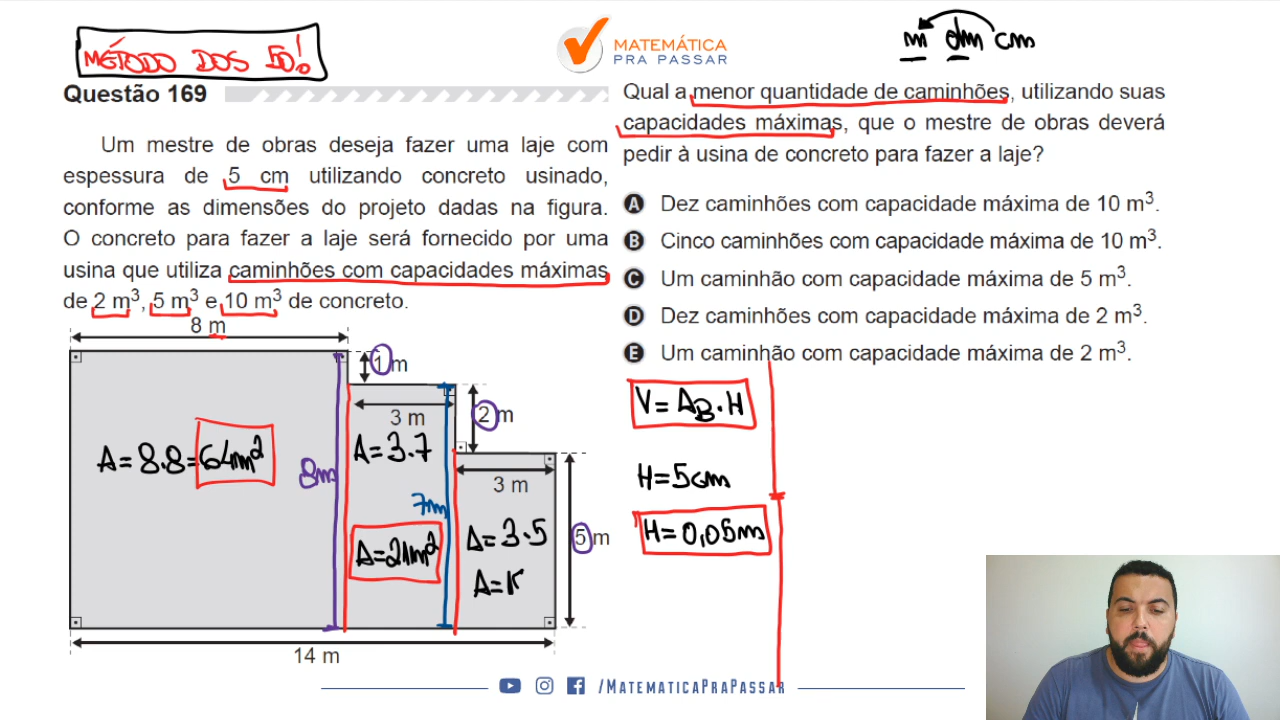 MÉTODO DOS 50!
MATEMÁTICA
PRA PASSAR
m dm cm
Questão 169
Um mestre de obras deseja fazer uma laje com
espessura de 5 cm utilizando concreto usinado,
conforme as dimensões do projeto dadas na figura.
O concreto para fazer a laje será fornecido por uma
usina que utiliza caminhões com capacidades máximas
de 2 m³, 5 m³ e 10 m³ de concreto.
8 m
1 m
3 m
2 m
A = 8.8 = 64m²
8m
A = 3.7
7m
A = 21m²
3 m
A = 3.5
5 m
14 m
Qual a menor quantidade de caminhões, utilizando suas
capacidades máximas, que o mestre de obras deverá
pedir à usina de concreto para fazer a laje?
A Dez caminhões com capacidade máxima de 10 m³.
B Cinco caminhões com capacidade máxima de 10 m³.
C Um caminhão com capacidade máxima de 5 m³.
D Dez caminhões com capacidade máxima de 2 m³.
E Um caminhão com capacidade máxima de 2 m³.
V = AB . H
H = 5cm
H = 0,05m
/MATEMATICAPRAPASSAR